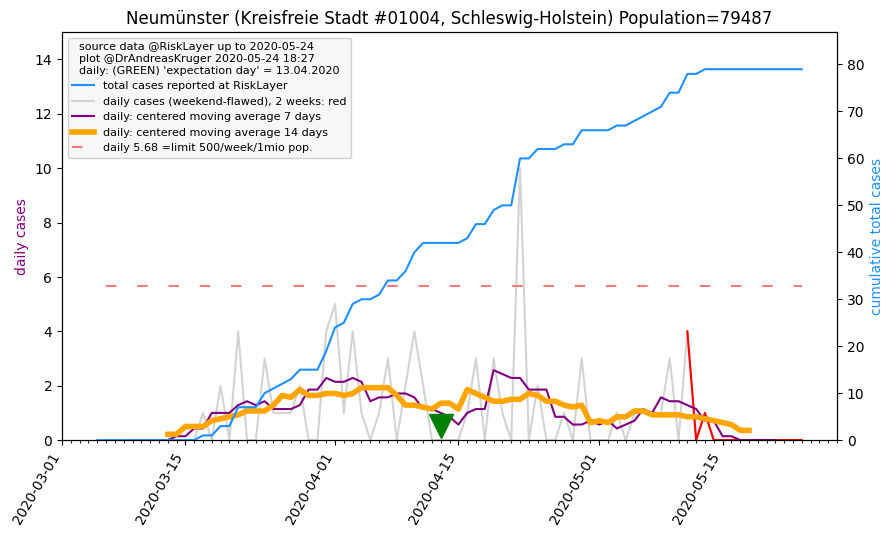 Neumünster (Kreisfreie Stadt #01004, Schleswig-Holstein) Population=79487
source data @RiskLayer up to 2020-05-24
plot @DrAndreasKruger 2020-05-24 18:27
daily: (GREEN) 'expectation day' = 13.04.2020
total cases reported at RiskLayer
daily cases (weekend-flawed), 2 weeks: red
daily: centered moving average 7 days
daily: centered moving average 14 days
daily 5.68 =limit 500/week/1mio pop.
daily cases
14
12
10
8
6
4
2
0
cumulative total cases
80
70
60
50
40
30
20
10
0
2020-03-01
2020-03-15
2020-04-01
2020-04-15
2020-05-01
2020-05-15